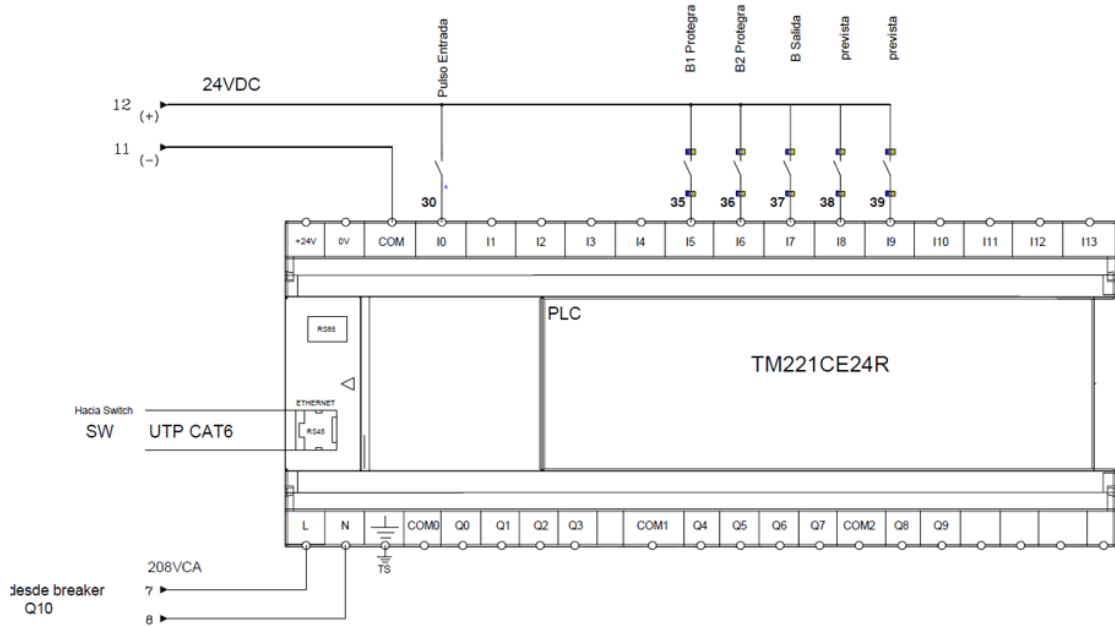 Pulso Entrada
B1 Protegra
B2 Protegra
B Salida
prevista
prevista
24VDC
12
(+)
11
(-)
30
35
36
37
38
39
+24V 0V COM I0 I1 I2 I3 I4 I5 I6 I7 I8 I9 I10 I11 I12 I13
PLC
RS85
TM221CE24R
ETHERNET
Hacia Switch
RS45
SW UTP CAT6
L N COM0 Q0 Q1 Q2 Q3 COM1 Q4 Q5 Q6 Q7 COM2 Q8 Q9
TS
208VCA
desde breaker
7
Q10
8